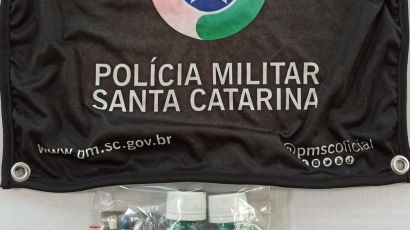 POLÍCIA MILITAR
SANTA CATARINA
www.pm.sc.gov.br
@pmscoficial